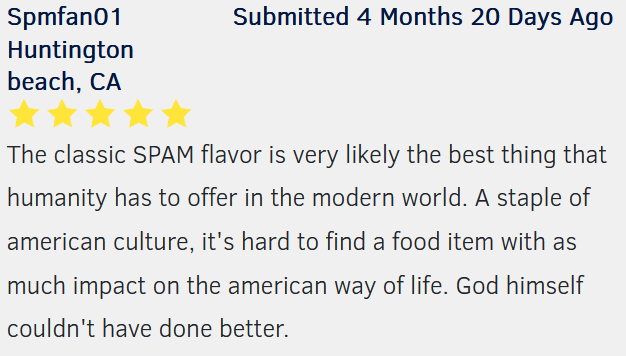 Spmfan01 Submitted 4 Months 20 Days Ago
Huntington
beach, CA
The classic SPAM flavor is very likely the best thing that
humanity has to offer in the modern world. A staple of
american culture, it's hard to find a food item with as
much impact on the american way of life. God himself
couldn't have done better.